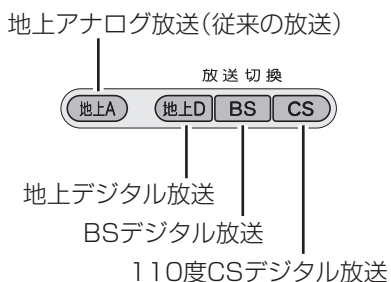 地上アナログ放送(従来の放送)
放送切換
地上A 地上D BS CS
地上デジタル放送
BSデジタル放送
110度CSデジタル放送